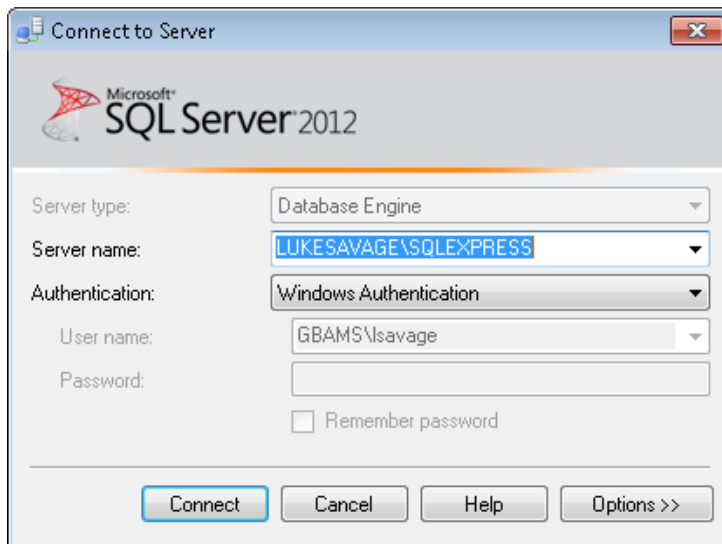 Connect to Server
Microsoft®
SQL Server® 2012
Server type: Database Engine
Server name: LUKESAVAGE\SQLEXPRESS
Authentication: Windows Authentication
User name: GBAMS\lsavage
Password:
Remember password
Connect Cancel Help Options >>